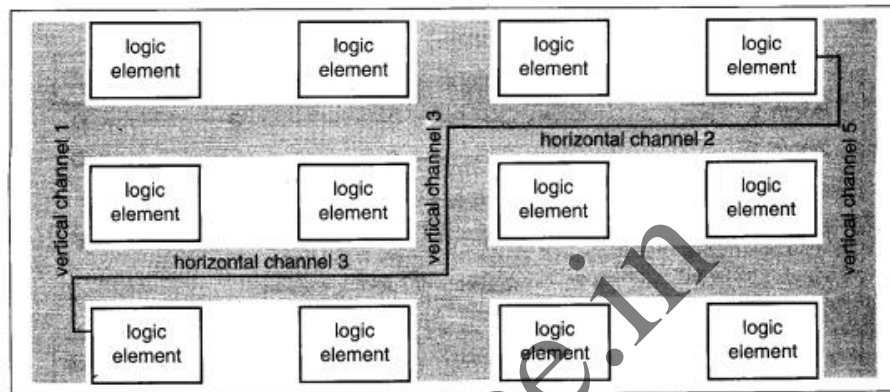 logic
element
logic
element
logic
element
logic
element
vertical channel 1
vertical channel 3
horizontal channel 2
vertical channel 5
logic
element
logic
element
logic
element
logic
element
horizontal channel 3
logic
element
logic
element
logic
element
logic
element
e.in